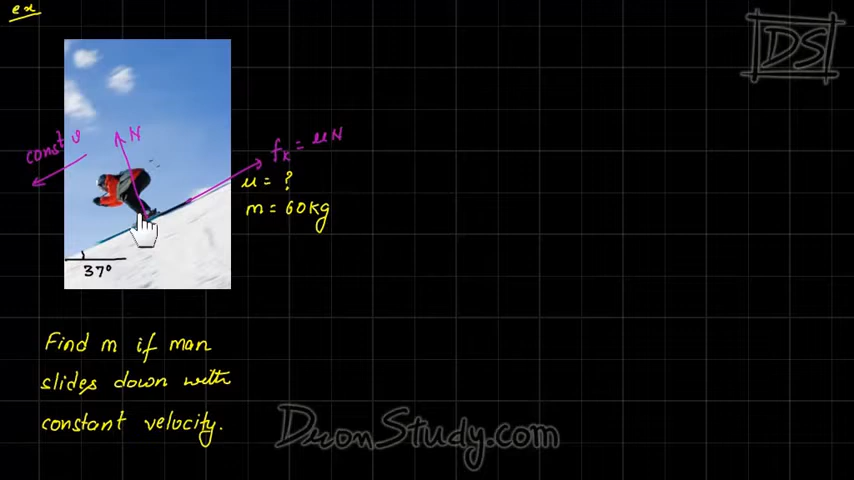 ex
DS
const v
N
fₖ = μN
μ = ?
m = 60kg
37°
Find m if man
slides down with
constant velocity.
DronStudy.com